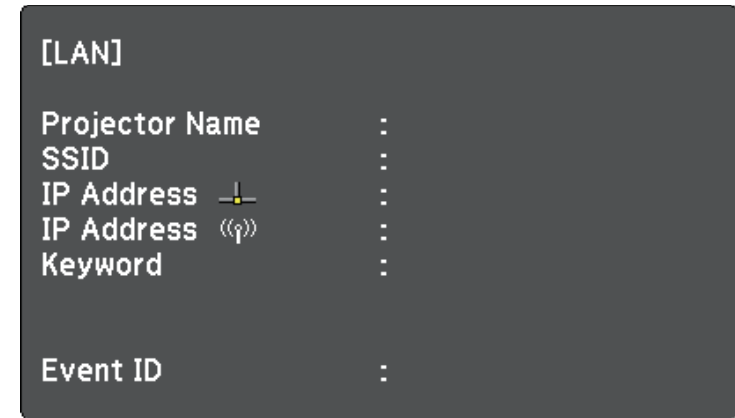 [LAN]
Projector Name :
SSID :
IP Address :
IP Address :
Keyword :
Event ID :